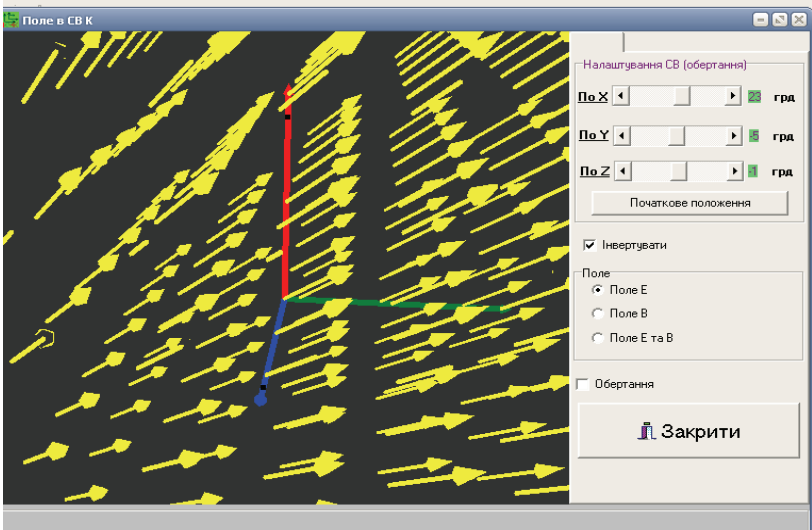 Поле в СВ К
Налаштування СВ (обертання)
По X 23 грд
По Y -5 грд
По Z -1 грд
Початкове положення
Інвертувати
Поле
Поле E
Поле B
Поле E та B
Обертання
Закрити